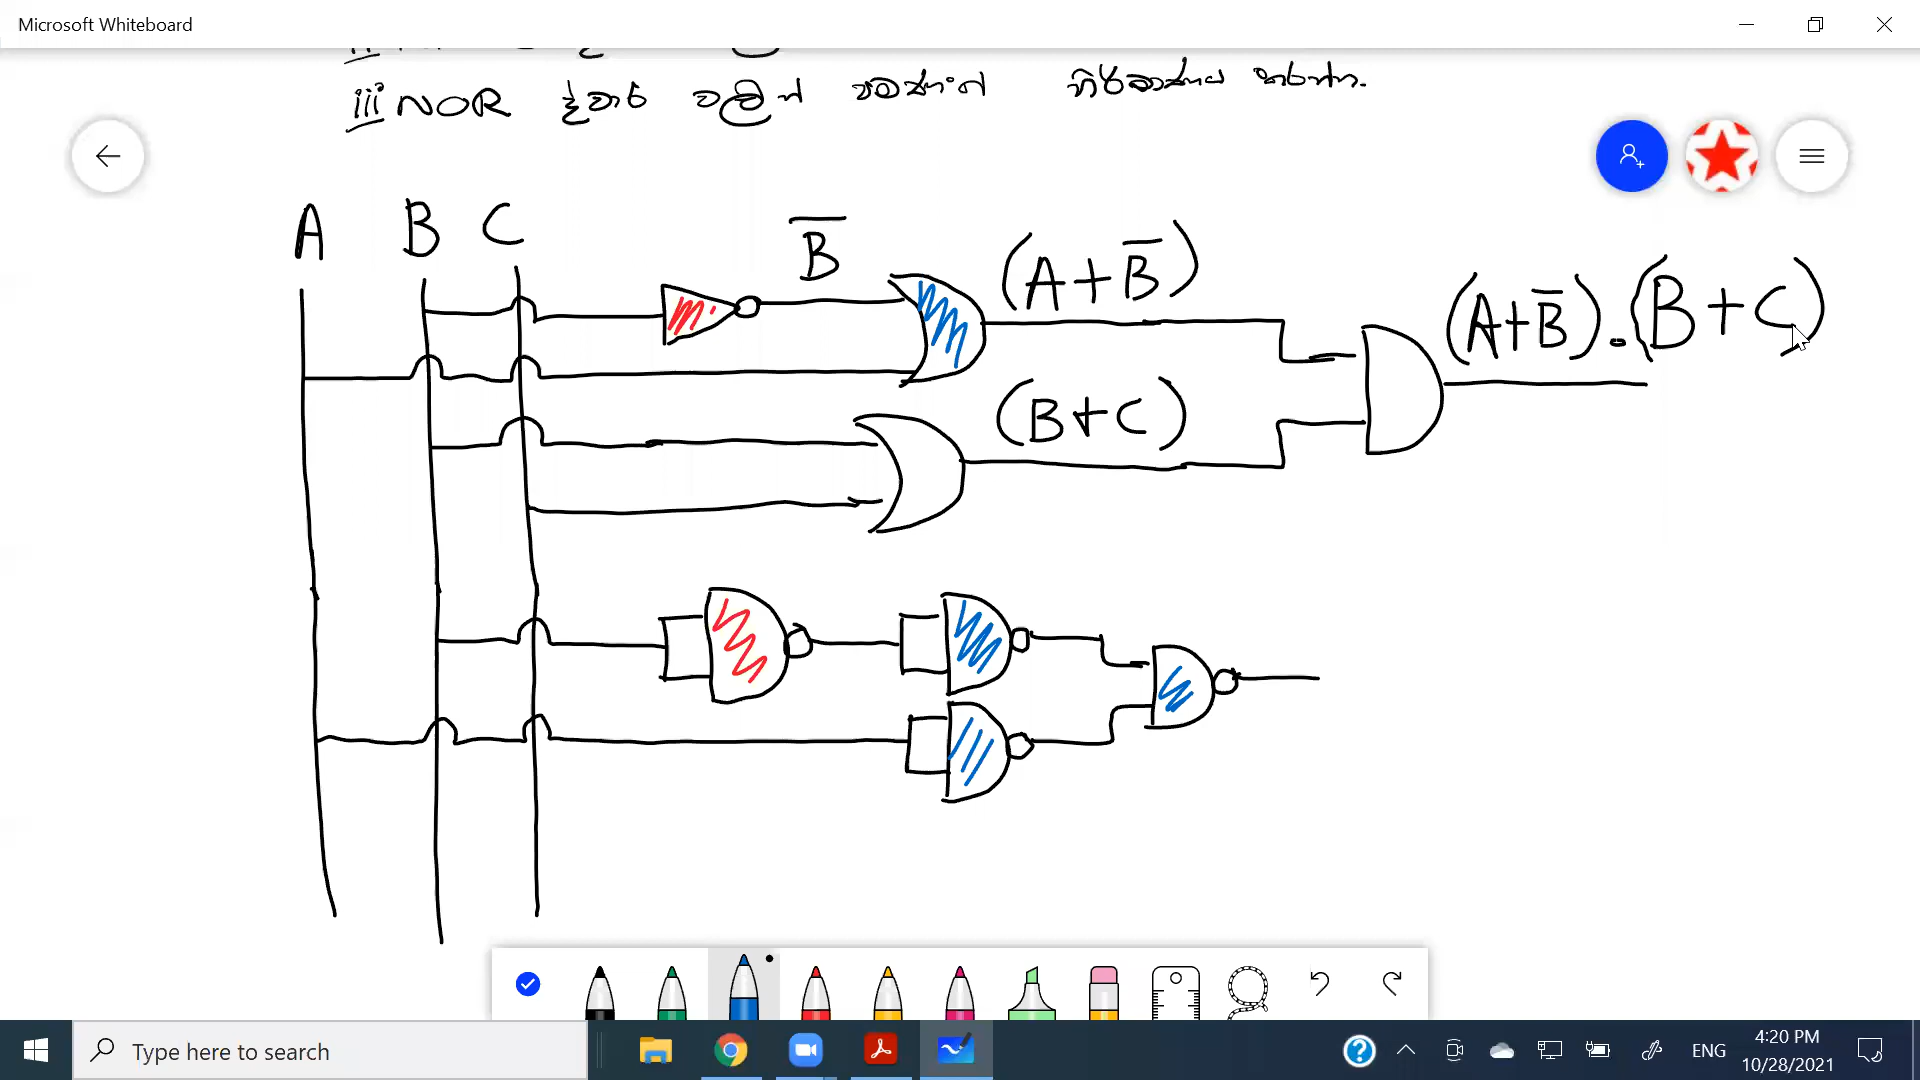 Microsoft Whiteboard
iii NOR ද්වාර වලින් පමණක් නිර්මාණය කරන්න.
A B C
B̅
(A+B̅)
(A+B̅).(B+C)
(B+C)
Type here to search
ENG
4:20 PM
10/28/2021